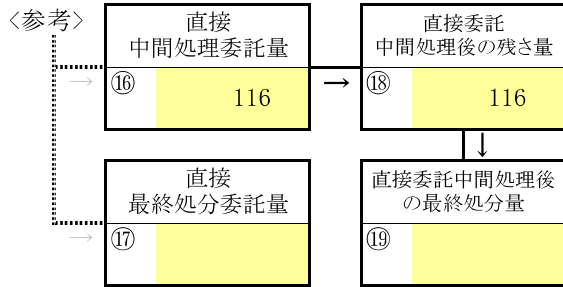 〈参考〉
直接
中間処理委託量
⑯
116
→
→
直接委託
中間処理後の残さ量
⑱
116
↓
直接
最終処分委託量
⑰
→
直接委託中間処理後
の最終処分量
⑲